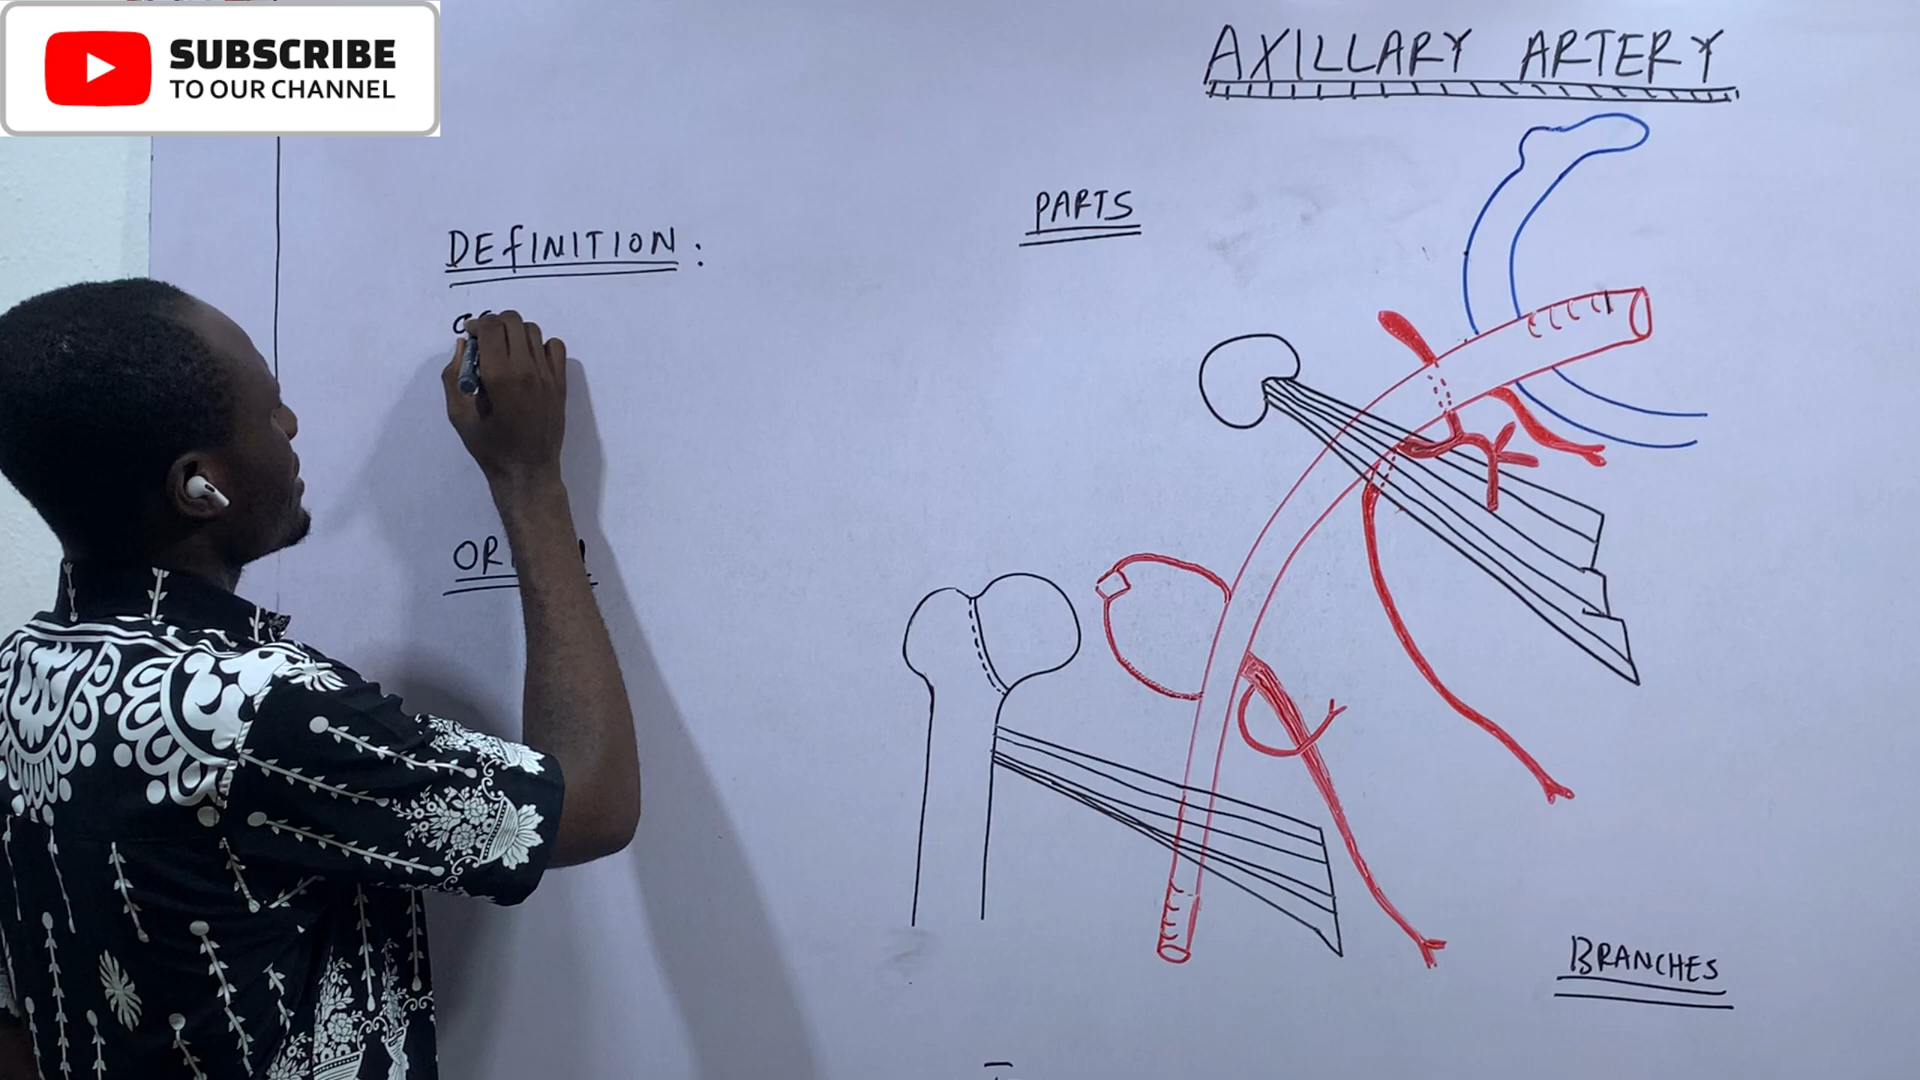 SUBSCRIBE
TO OUR CHANNEL
AXILLARY ARTERY
PARTS
DEfINITION :
BRANCHES